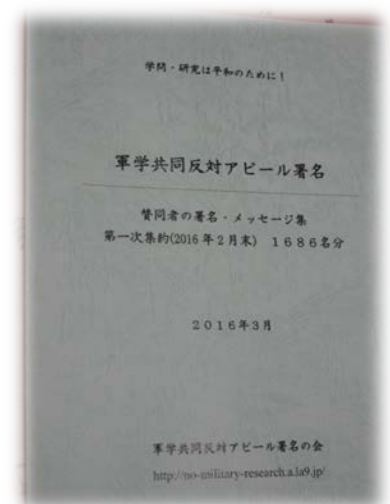 学問・研究は平和のために!
軍学共同反対アピール署名
賛同者の署名・メッセージ集
第一次集約(2016年2月末) 1686名分
2016年3月
軍学共同反対アピール署名の会
http://no-military-research.a.la9.jp/